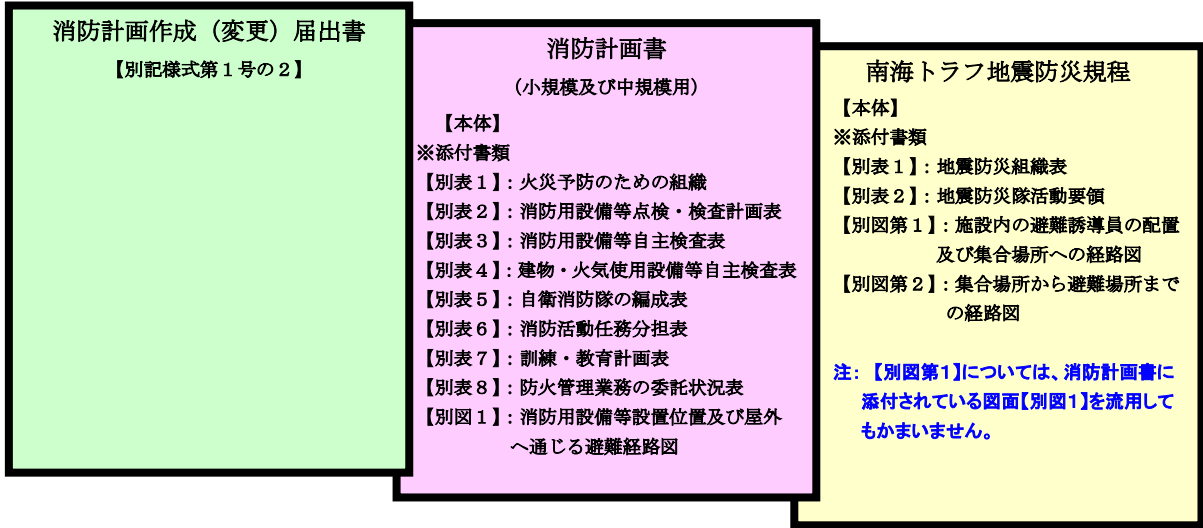 消防計画作成（変更）届出書
【別記様式第１号の２】
消防計画書
（小規模及び中規模用）
【本体】
※添付書類
【別表１】：火災予防のための組織
【別表２】：消防用設備等点検・検査計画表
【別表３】：消防用設備等自主検査表
【別表４】：建物・火気使用設備等自主検査表
【別表５】：自衛消防隊の編成表
【別表６】：消防活動任務分担表
【別表７】：訓練・教育計画表
【別表８】：防火管理業務の委託状況表
【別図１】：消防用設備等設置位置及び屋外
へ通じる避難経路図
南海トラフ地震防災規程
【本体】
※添付書類
【別表１】：地震防災組織表
【別表２】：地震防災隊活動要領
【別図第１】：施設内の避難誘導員の配置
及び集合場所への経路図
【別図第２】：集合場所から避難場所まで
の経路図
注：【別図第1】については、消防計画書に
添付されている図面【別図1】を流用して
もかまいません。